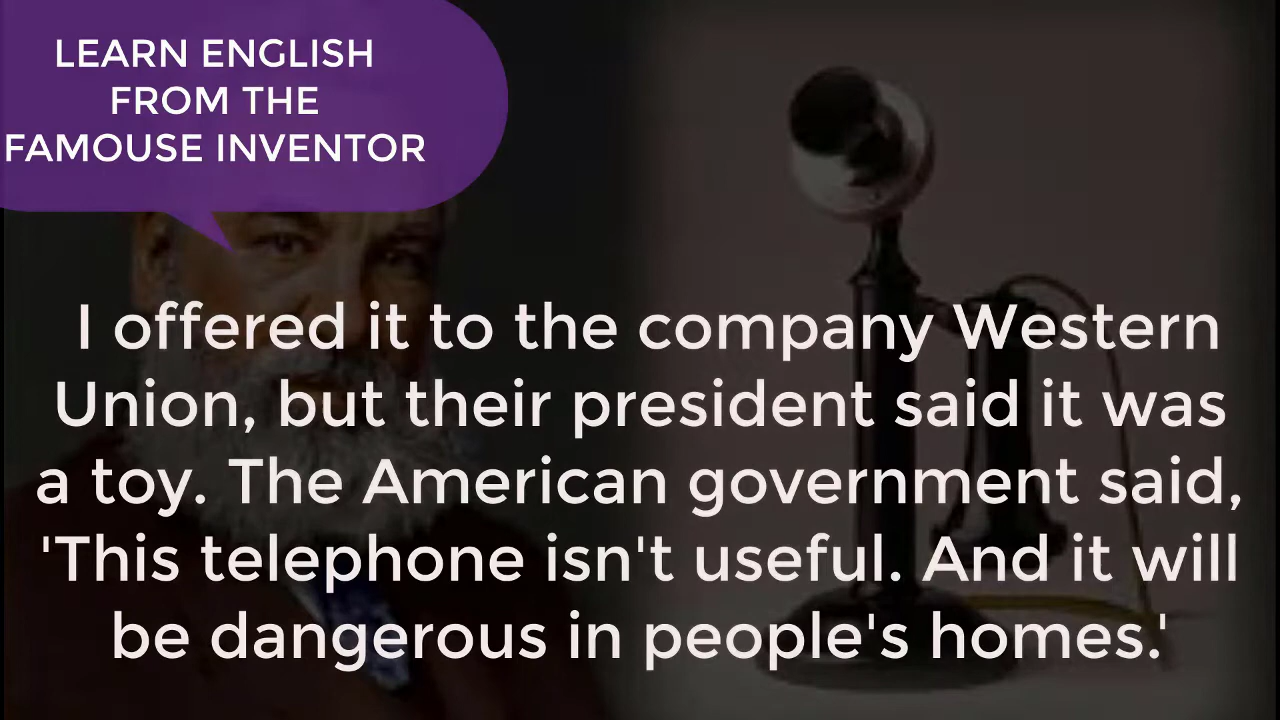 LEARN ENGLISH
FROM THE
FAMOUSE INVENTOR
I offered it to the company Western
Union, but their president said it was
a toy. The American government said,
'This telephone isn't useful. And it will
be dangerous in people's homes.'